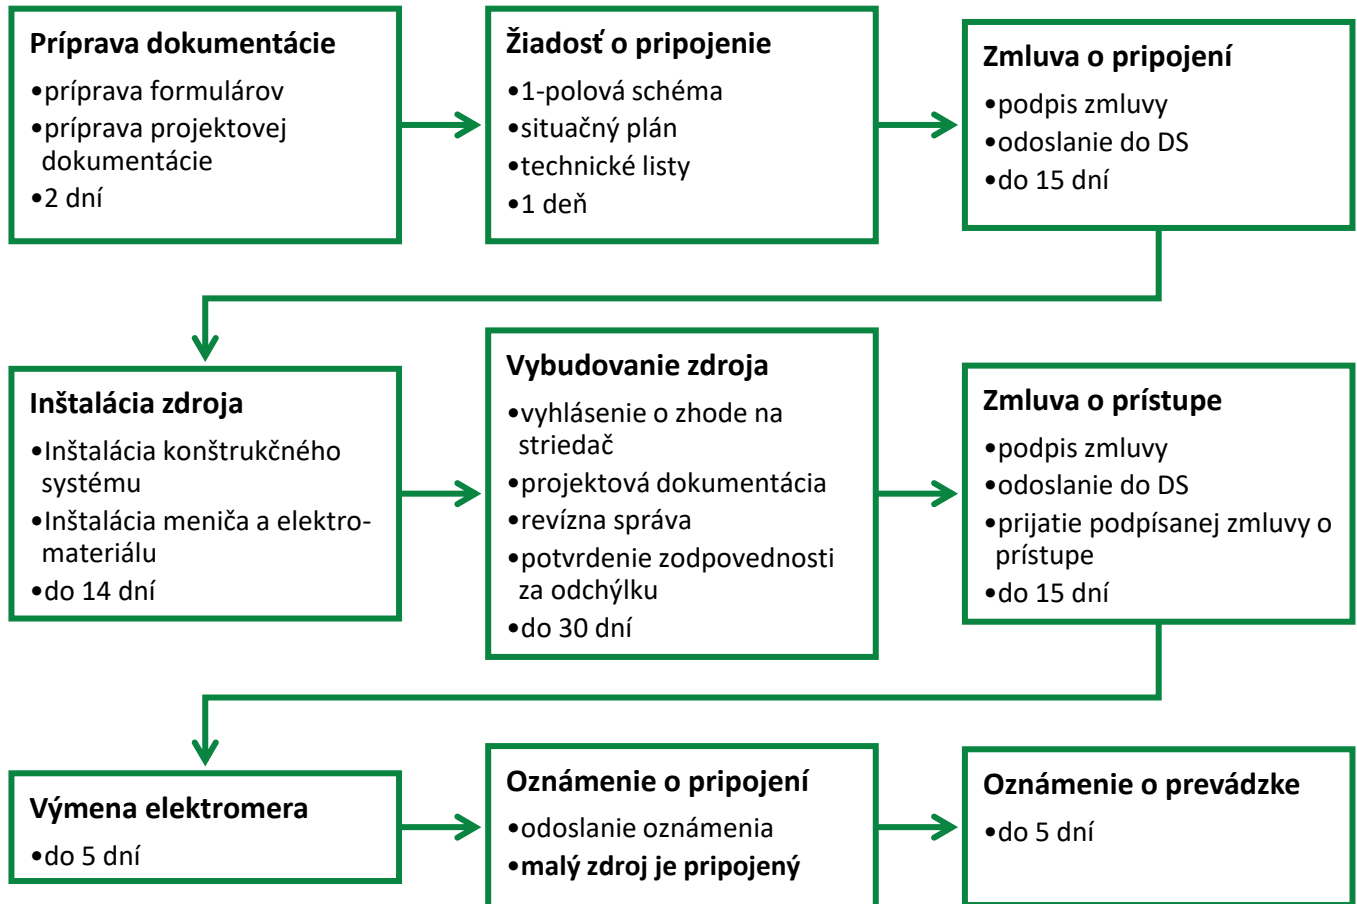 Príprava dokumentácie
•príprava formulárov
•príprava projektovej
dokumentácie
•2 dní
Žiadosť o pripojenie
•1-polová schéma
•situačný plán
•technické listy
•1 deň
Zmluva o pripojení
•podpis zmluvy
•odoslanie do DS
•do 15 dní
Inštalácia zdroja
•Inštalácia konštrukčného
systému
•Inštalácia meniča a elektro-
materiálu
•do 14 dní
Vybudovanie zdroja
•vyhlásenie o zhode na
striedač
•projektová dokumentácia
•revízna správa
•potvrdenie zodpovednosti
za odchýlku
•do 30 dní
Zmluva o prístupe
•podpis zmluvy
•odoslanie do DS
•prijatie podpísanej zmluvy o
prístupe
•do 15 dní
Výmena elektromera
•do 5 dní
Oznámenie o pripojení
•odoslanie oznámenia
•malý zdroj je pripojený
Oznámenie o prevádzke
•do 5 dní